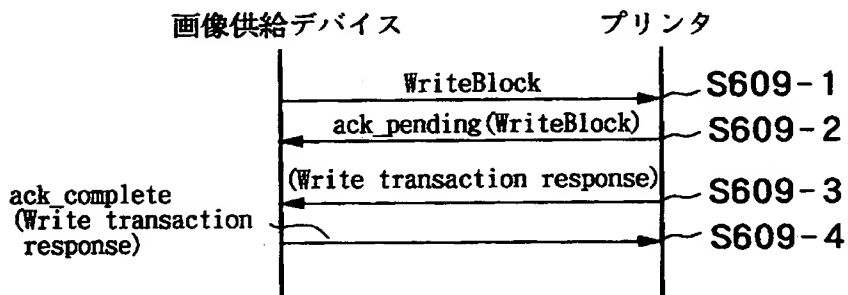 画像供給デバイス
プリンタ
WriteBlock
S609-1
ack_pending(WriteBlock)
S609-2
(Write transaction response)
S609-3
ack_complete
(Write transaction
response)
S609-4